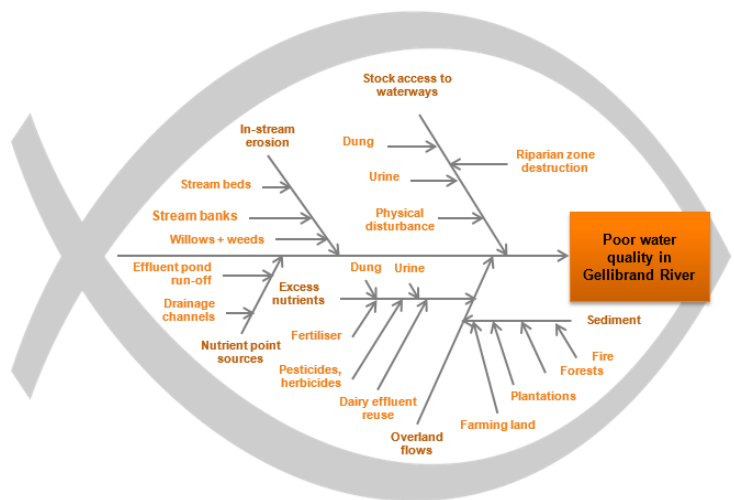 Stock access to
waterways
In-stream
erosion
Dung
Riparian zone
destruction
Urine
Stream beds
Physical
disturbance
Stream banks
Willows + weeds
Poor water
quality in
Gellibrand River
Effluent pond
run-off
Dung
Urine
Excess
nutrients
Drainage
channels
Nutrient point
sources
Fertiliser
Sediment
Pesticides,
herbicides
Fire
Forests
Plantations
Dairy effluent
reuse
Farming land
Overland
flows